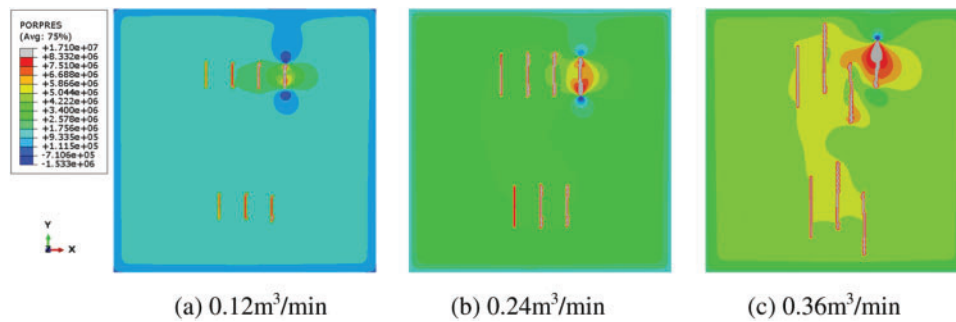 PORPRES
(Avg: 75%)
+1.710e+07
+8.332e+06
+7.510e+06
+6.688e+06
+5.866e+06
+5.044e+06
+4.222e+06
+3.400e+06
+2.578e+06
+1.756e+06
+9.335e+05
+1.115e+05
-7.106e+05
-1.533e+06
Y
Z
X
(a) 0.12m³/min
(b) 0.24m³/min
(c) 0.36m³/min